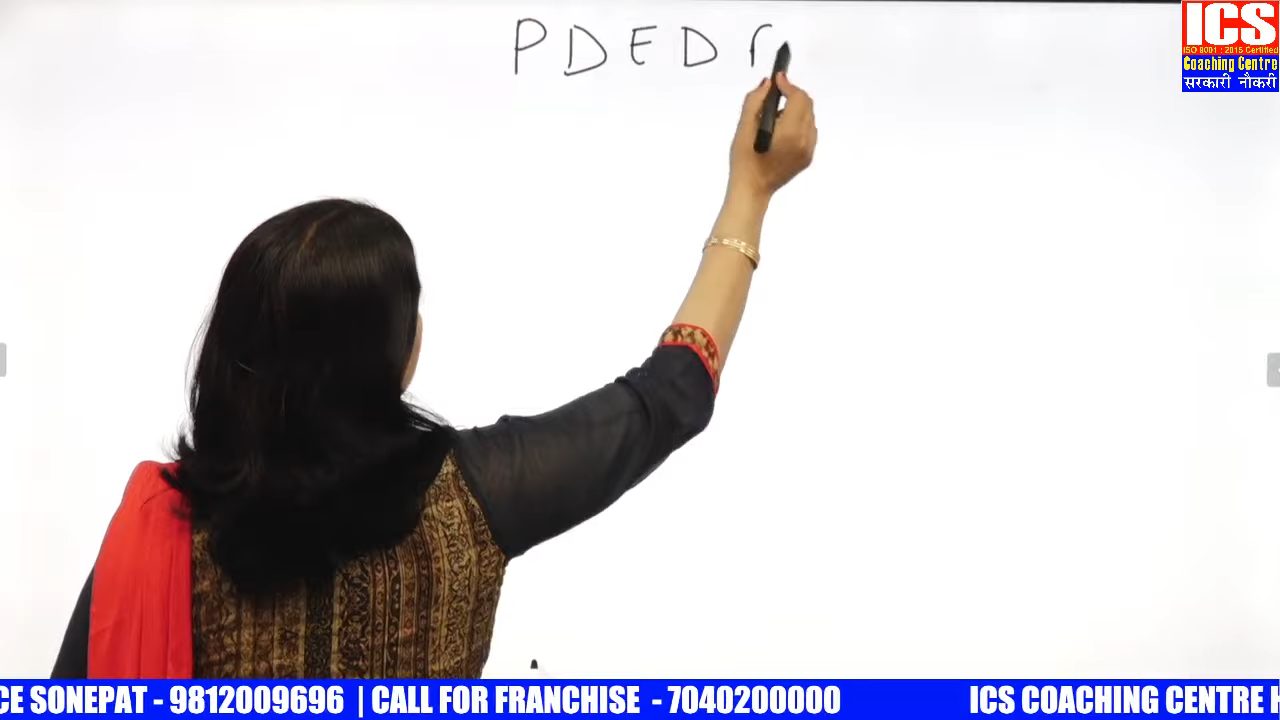 P D E D
ICS
ISO 9001 : 2015 Certified
Coaching Centre
सरकारी नौकरी
CE SONEPAT - 9812009696 | CALL FOR FRANCHISE - 7040200000 ICS COACHING CENTRE H